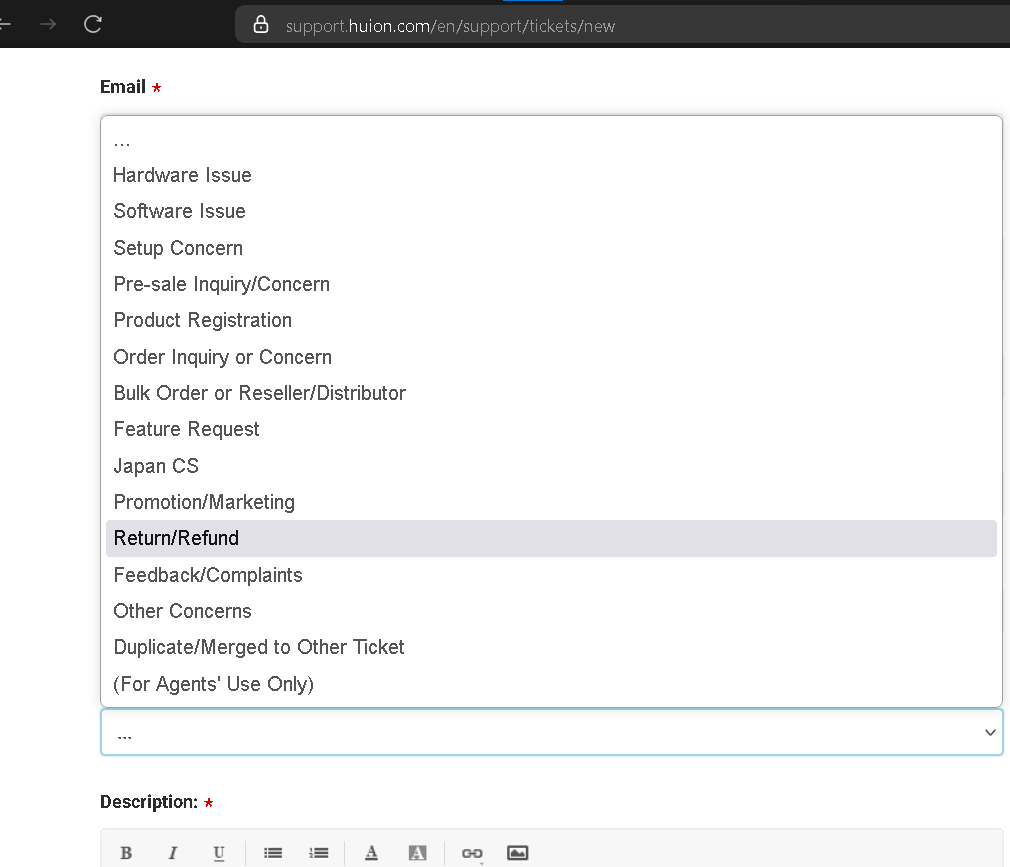 support.huion.com/en/support/tickets/new
Email *
...
Hardware Issue
Software Issue
Setup Concern
Pre-sale Inquiry/Concern
Product Registration
Order Inquiry or Concern
Bulk Order or Reseller/Distributor
Feature Request
Japan CS
Promotion/Marketing
Return/Refund
Feedback/Complaints
Other Concerns
Duplicate/Merged to Other Ticket
(For Agents' Use Only)
...
Description: *
B I U A A